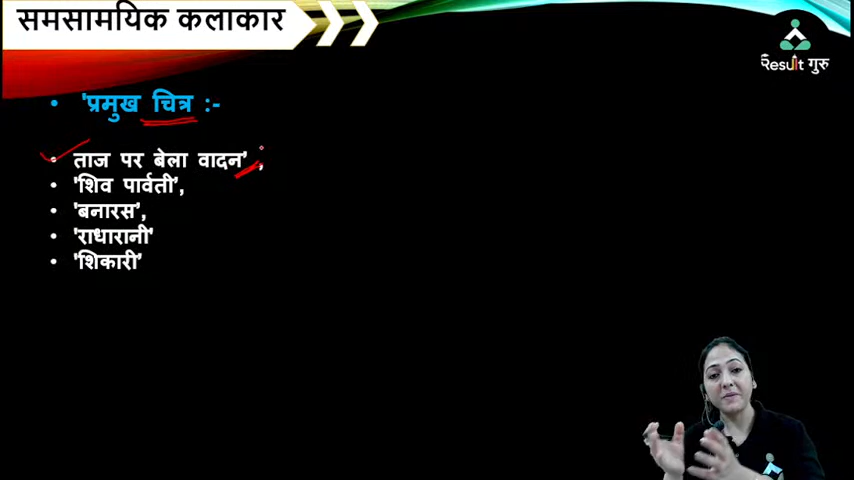 समसामयिक कलाकार
Result गुरु
• 'प्रमुख चित्र :-
• ताज पर बेला वादन' ,
• 'शिव पार्वती',
• 'बनारस',
• 'राधारानी'
• 'शिकारी'